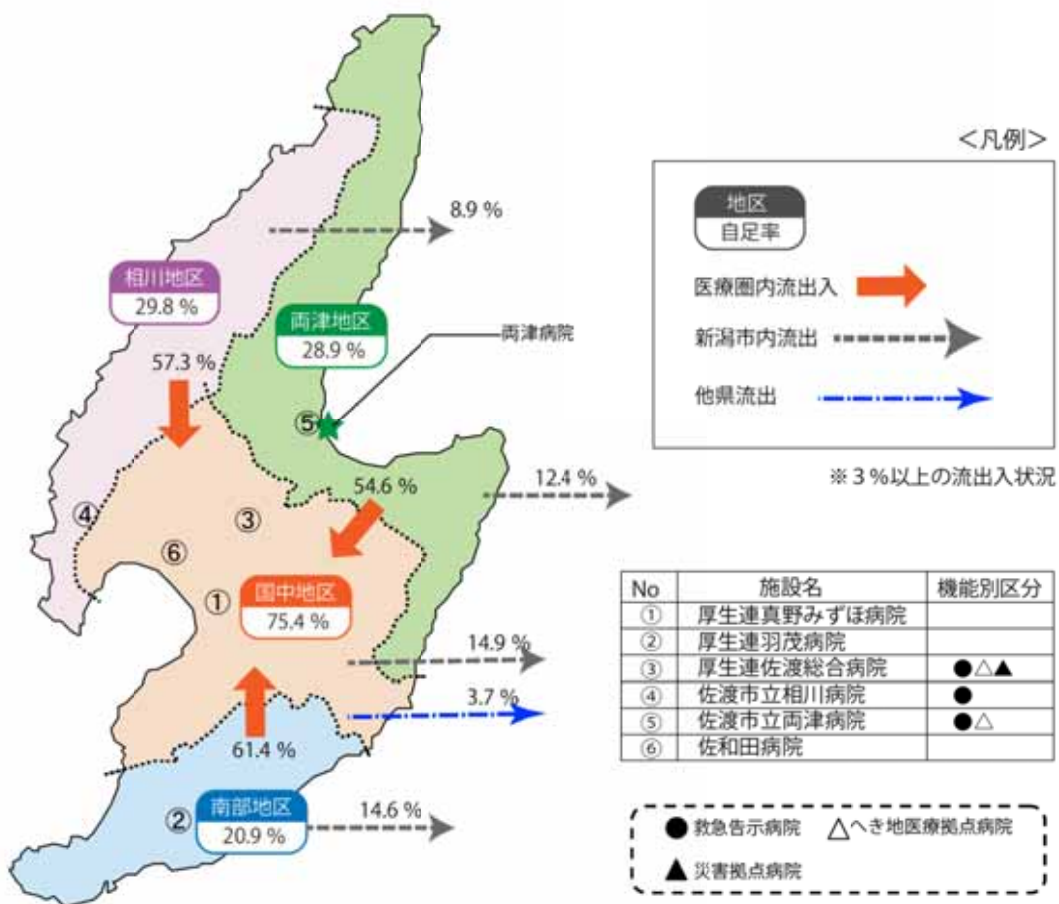 <凡例>
地区
自足率
医療圏内流出入
新潟市内流出
他県流出
※3%以上の流出入状況
8.9 %
相川地区
29.8 %
57.3 %
両津地区
28.9 %
両津病院
⑤
12.4 %
54.6 %
④
③
⑥
①
国中地区
75.4 %
14.9 %
3.7 %
61.4 %
②
南部地区
20.9 %
14.6 %
No 施設名 機能別区分
① 厚生連真野みずほ病院
② 厚生連羽茂病院
③ 厚生連佐渡総合病院 ●△▲
④ 佐渡市立相川病院 ●
⑤ 佐渡市立両津病院 ●△
⑥ 佐和田病院
●救急告示病院 △へき地医療拠点病院
▲災害拠点病院